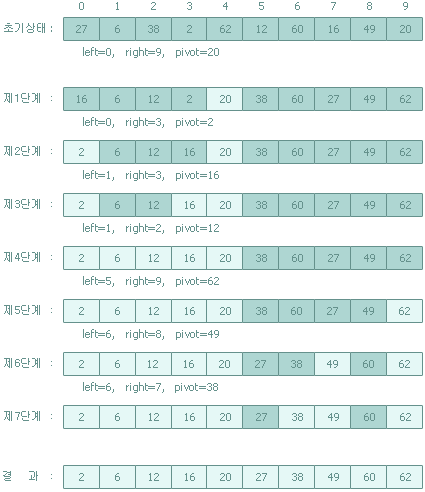 0 1 2 3 4 5 6 7 8 9
초기상태 : 27 6 38 2 62 12 60 16 49 20
left=0, right=9, pivot=20
제1단계 : 16 6 12 2 20 38 60 27 49 62
left=0, right=3, pivot=2
제2단계 : 2 6 12 16 20 38 60 27 49 62
left=1, right=3, pivot=16
제3단계 : 2 6 12 16 20 38 60 27 49 62
left=1, right=2, pivot=12
제4단계 : 2 6 12 16 20 38 60 27 49 62
left=5, right=9, pivot=62
제5단계 : 2 6 12 16 20 38 60 27 49 62
left=6, right=8, pivot=49
제6단계 : 2 6 12 16 20 27 38 49 60 62
left=6, right=7, pivot=38
제7단계 : 2 6 12 16 20 27 38 49 60 62
결 과 : 2 6 12 16 20 27 38 49 60 62